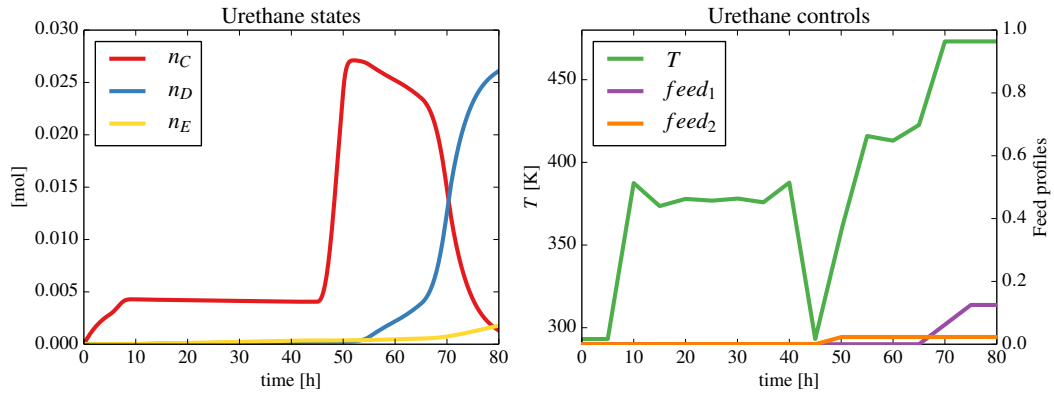 Urethane states
0.030
0.025
0.020
0.015
0.010
0.005
0.000
[mol]
n_C
n_D
n_E
0 10 20 30 40 50 60 70 80
time [h]
Urethane controls
450
400
350
300
T [K]
T
feed_1
feed_2
1.0
0.8
0.6
0.4
0.2
0.0
Feed profiles
0 10 20 30 40 50 60 70 80
time [h]